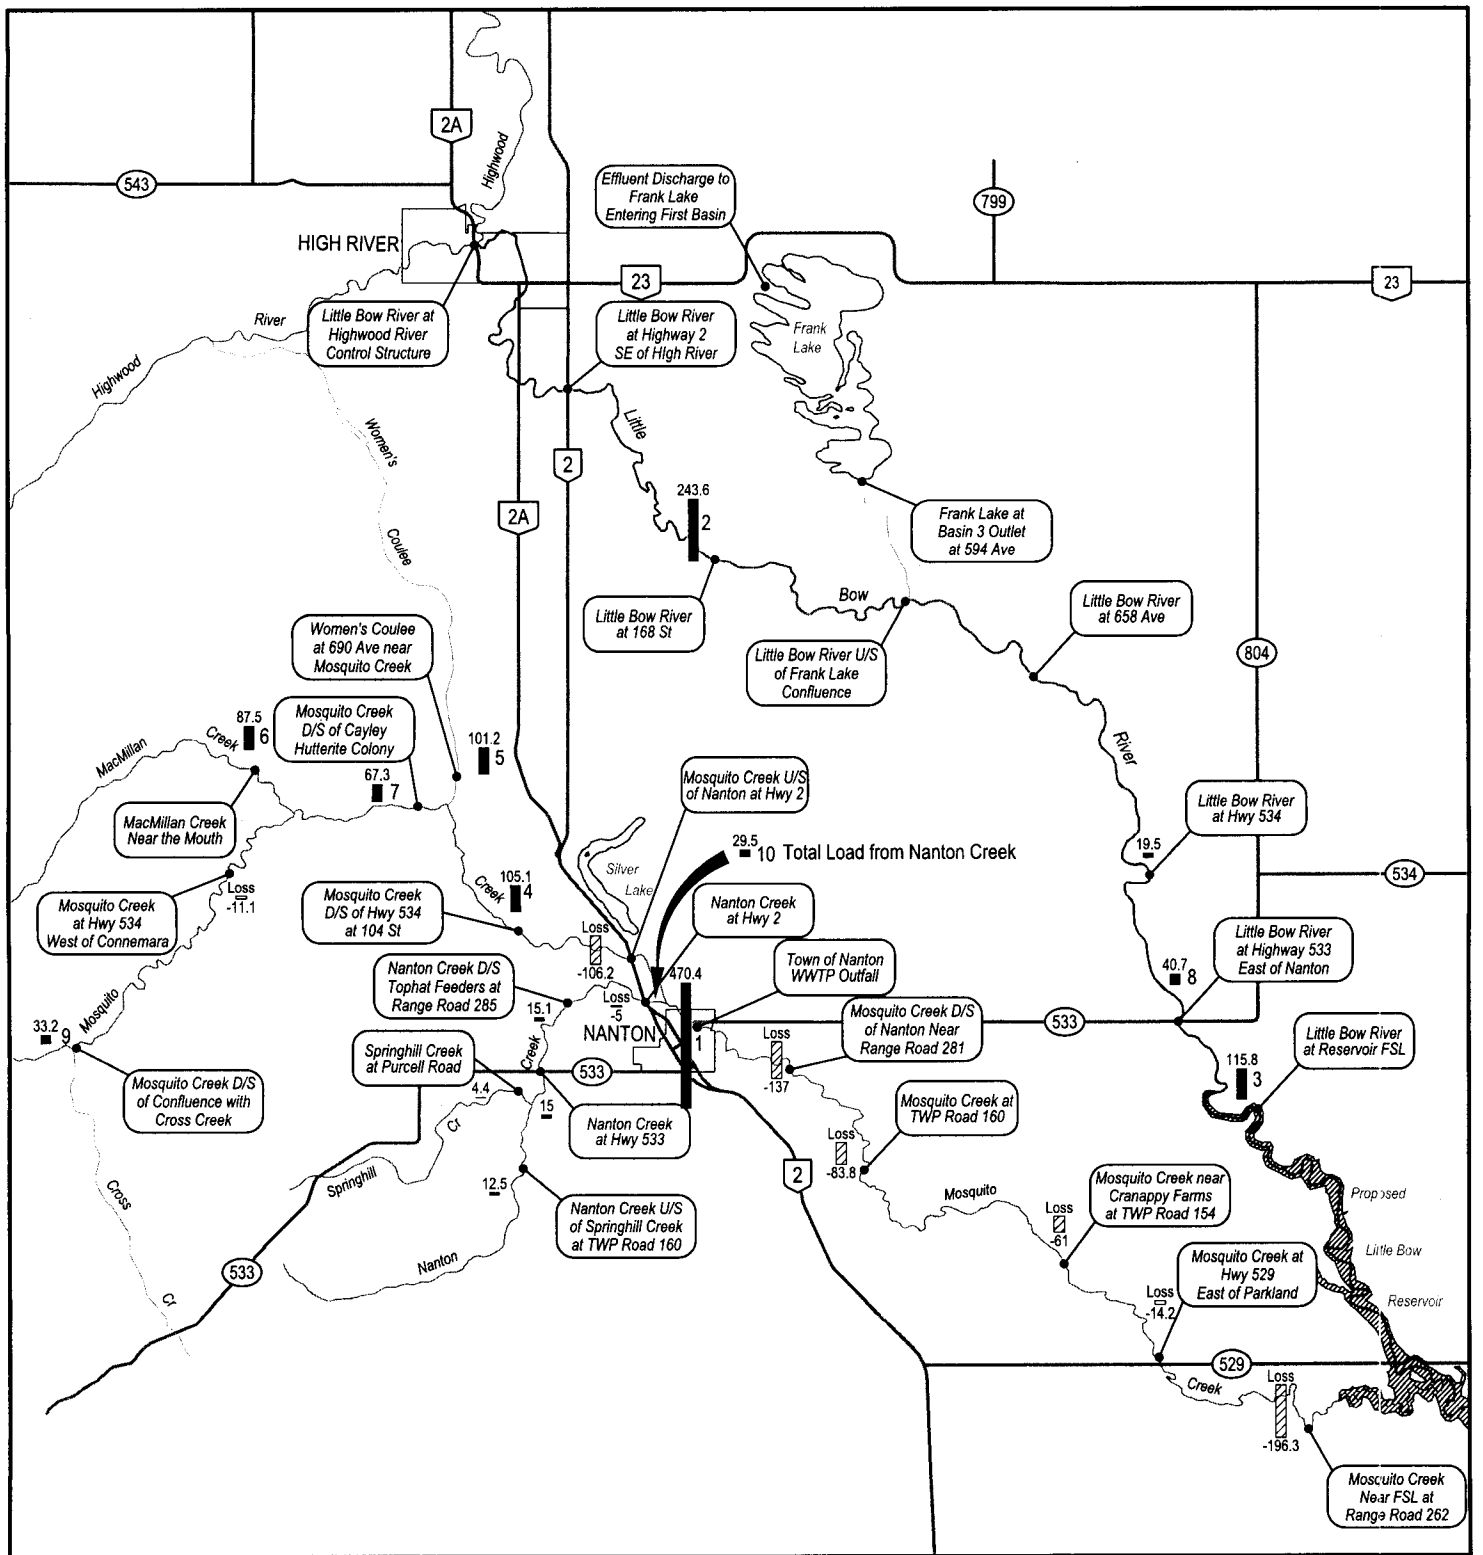 2A
Highwood
543
Effluent Discharge to
Frank Lake
Entering First Basin
799
HIGH RIVER
23
23
Little Bow River at
Highwood River
Control Structure
Little Bow River
at Highway 2
SE of HIgh River
Frank
Lake
River
Highwood
Women's
Little
2
2A
243.6
2
Coulee
Frank Lake at
Basin 3 Outlet
at 594 Ave
Bow
Little Bow River
at 168 St
Little Bow River U/S
of Frank Lake
Confluence
Little Bow River
at 658 Ave
804
Women's Coulee
at 690 Ave near
Mosquito Creek
87.5
6
Creek
MacMillan
Mosquito Creek
D/S of Cayley
Hutterite Colony
67.3
7
101.2
5
River
Mosquito Creek U/S
of Nanton at Hwy 2
MacMillan Creek
Near the Mouth
Little Bow River
at Hwy 534
19.5
29.5
10 Total Load from Nanton Creek
Silver
Lake
534
Loss
-11.1
Mosquito Creek
at Hwy 534
West of Connemara
Mosquito Creek
D/S of Hwy 534
at 104 St
105.1
4
Creek
Nanton Creek
at Hwy 2
Loss
-106.2
Little Bow River
at Highway 533
East of Nanton
Town of Nanton
WWTP Outfall
470.4
1
40.7
8
Nanton Creek D/S
Tophat Feeders at
Range Road 285
Loss
-5
15.1
NANTON
Mosquito Creek D/S
of Nanton Near
Range Road 281
533
Mosquito
33.2
9
Loss
-137
Little Bow River
at Reservoir FSL
Springhill Creek
at Purcell Road
Creek
533
115.8
3
Mosquito Creek D/S
of Confluence with
Cross Creek
4.4
15
Cr
Springhill
Nanton Creek
at Hwy 533
Mosquito Creek at
TWP Road 160
Loss
-83.8
2
Cross
Cr
12.5
Nanton Creek U/S
of Springhill Creek
at TWP Road 160
Nanton
533
Mosquito
Loss
-61
Mosquito Creek near
Cranappy Farms
at TWP Road 154
Proposed
Little Bow
Reservoir
Mosquito Creek at
Hwy 529
East of Parkland
Loss
-14.2
529
Creek
Loss
-196.3
Mosquito Creek
Near FSL at
Range Road 262